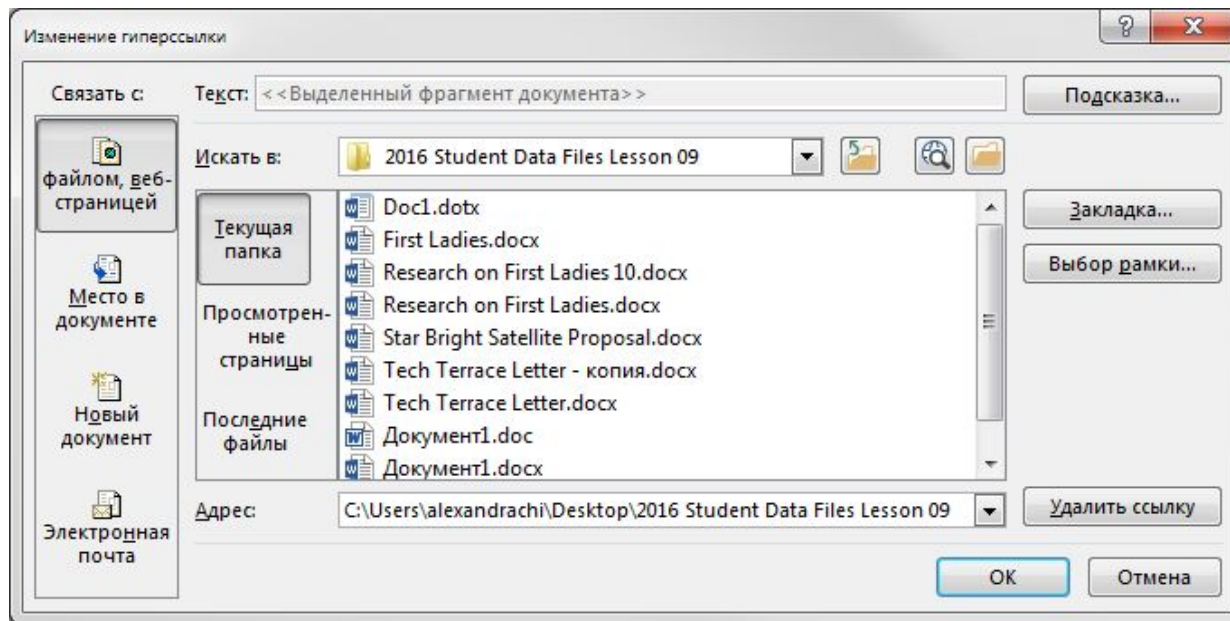 Изменение гиперссылки
Связать с:
Текст: <<Выделенный фрагмент документа>>
Подсказка...
файлом, веб-
страницей
Место в
документе
Новый
документ
Электронная
почта
Искать в:
2016 Student Data Files Lesson 09
Текущая
папка
Просмотрен-
ные
страницы
Последние
файлы
Doc1.dotx
First Ladies.docx
Research on First Ladies 10.docx
Research on First Ladies.docx
Star Bright Satellite Proposal.docx
Tech Terrace Letter - копия.docx
Tech Terrace Letter.docx
Документ1.doc
Документ1.docx
Закладка...
Выбор рамки...
Адрес:
C:\Users\alexandrachi\Desktop\2016 Student Data Files Lesson 09
Удалить ссылку
ОК
Отмена